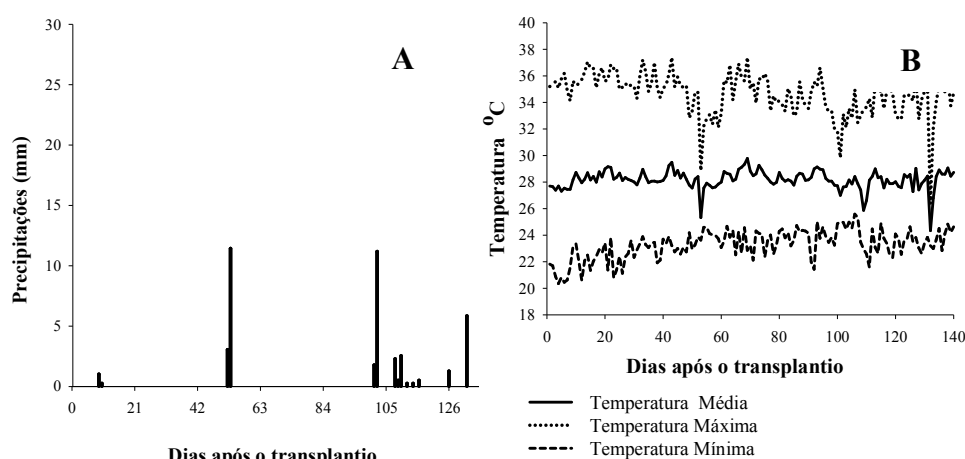 A
Precipitações (mm)
30
25
20
15
10
5
0
0 21 42 63 84 105 126
Dias após o transplantio
B
Temperatura ºC
40
38
36
34
32
30
28
26
24
22
20
18
0 20 40 60 80 100 120 140
Dias após o transplantio
Temperatura Média
Temperatura Máxima
Temperatura Mínima